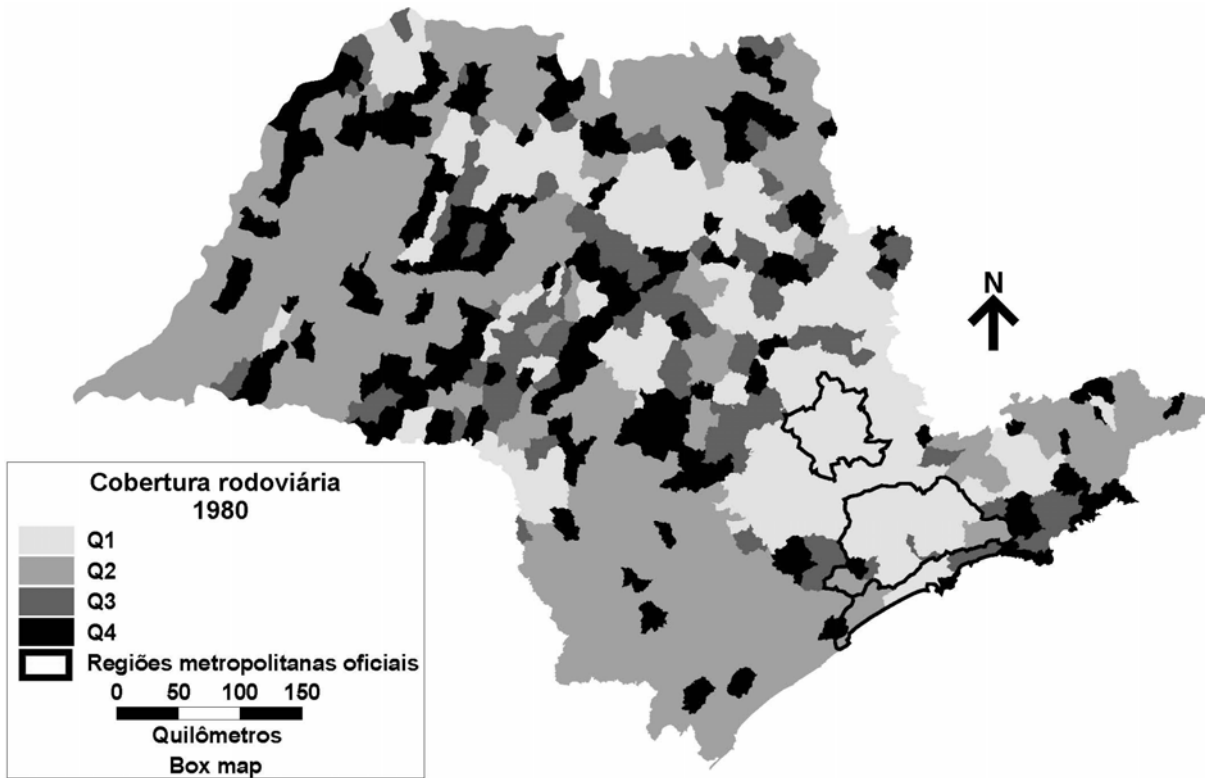 N
Cobertura rodoviária
1980
Q1
Q2
Q3
Q4
Regiões metropolitanas oficiais
0 50 100 150
Quilômetros
Box map